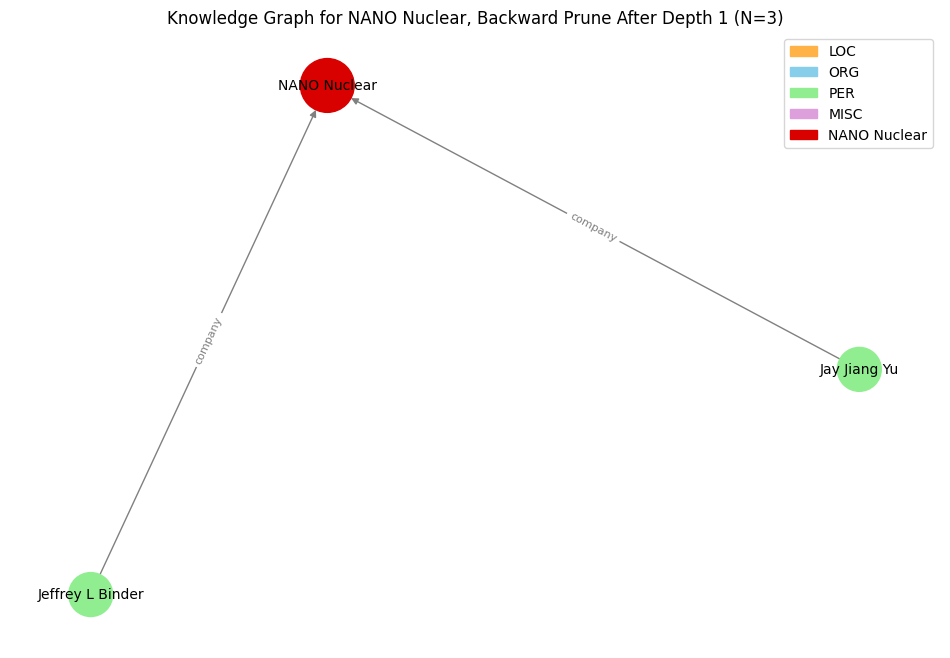 Knowledge Graph for NANO Nuclear, Backward Prune After Depth 1 (N=3)
LOC
ORG
PER
MISC
NANO Nuclear
NANO Nuclear
company
company
Jay Jiang Yu
Jeffrey L Binder